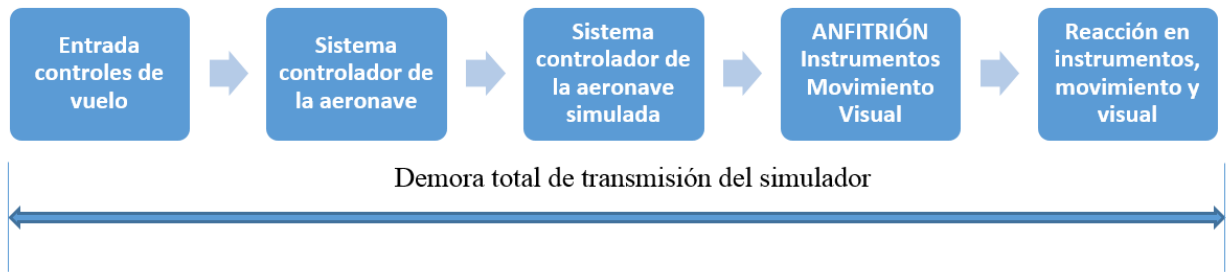 Entrada
controles de
vuelo
Sistema
controlador de
la aeronave
Sistema
controlador de
la aeronave
simulada
ANFITRIÓN
Instrumentos
Movimiento
Visual
Reacción en
instrumentos,
movimiento y
visual
Demora total de transmisión del simulador